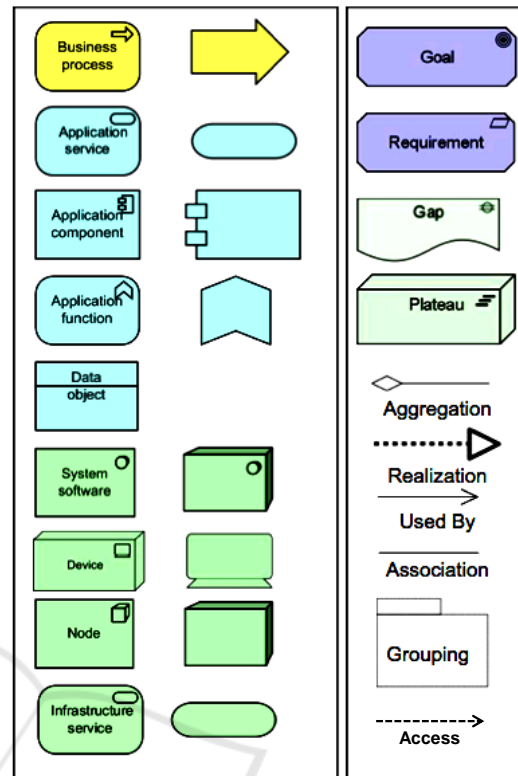 Business
process
Application
service
Application
component
Application
function
Data
object
System
software
Device
Node
Infrastructure
service
Goal
Requirement
Gap
Plateau
Aggregation
Realization
Used By
Association
Grouping
Access